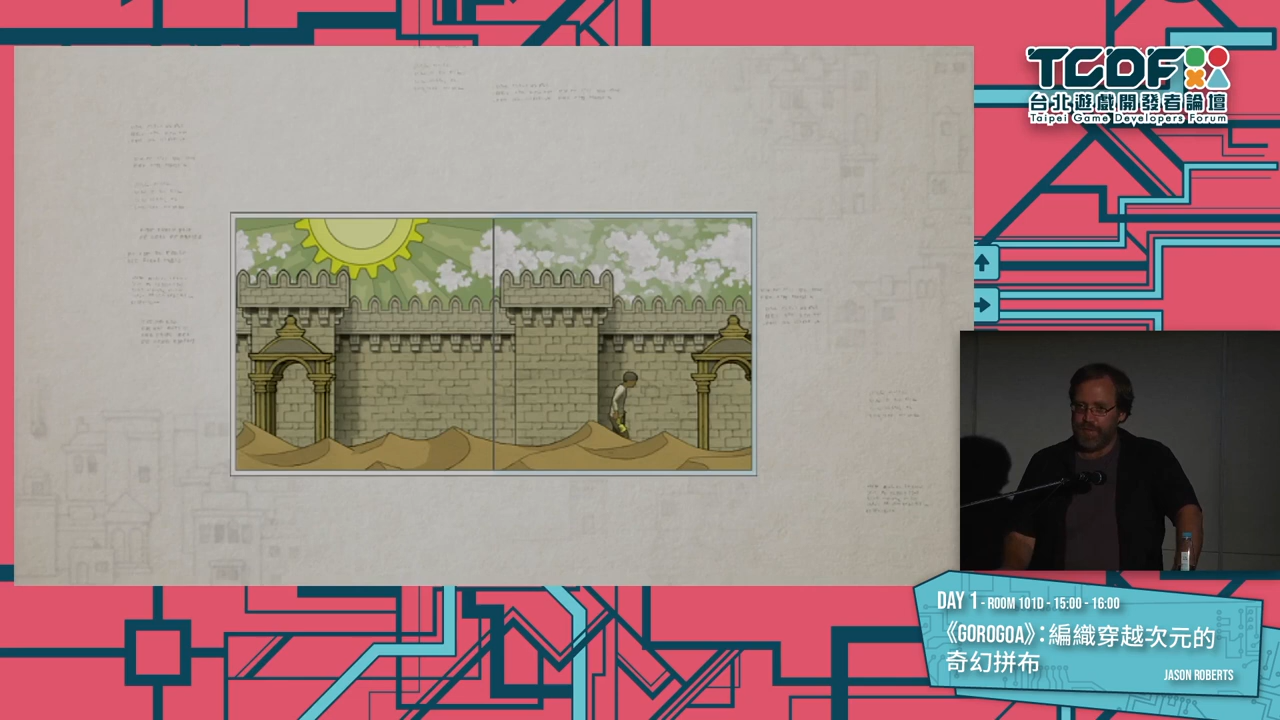 TGDF
台北遊戲開發者論壇
Taipei Game Developers Forum
DAY 1 - ROOM 101D - 15:00 - 16:00
《GOROGOA》：編織穿越次元的
奇幻拼布
JASON ROBERTS